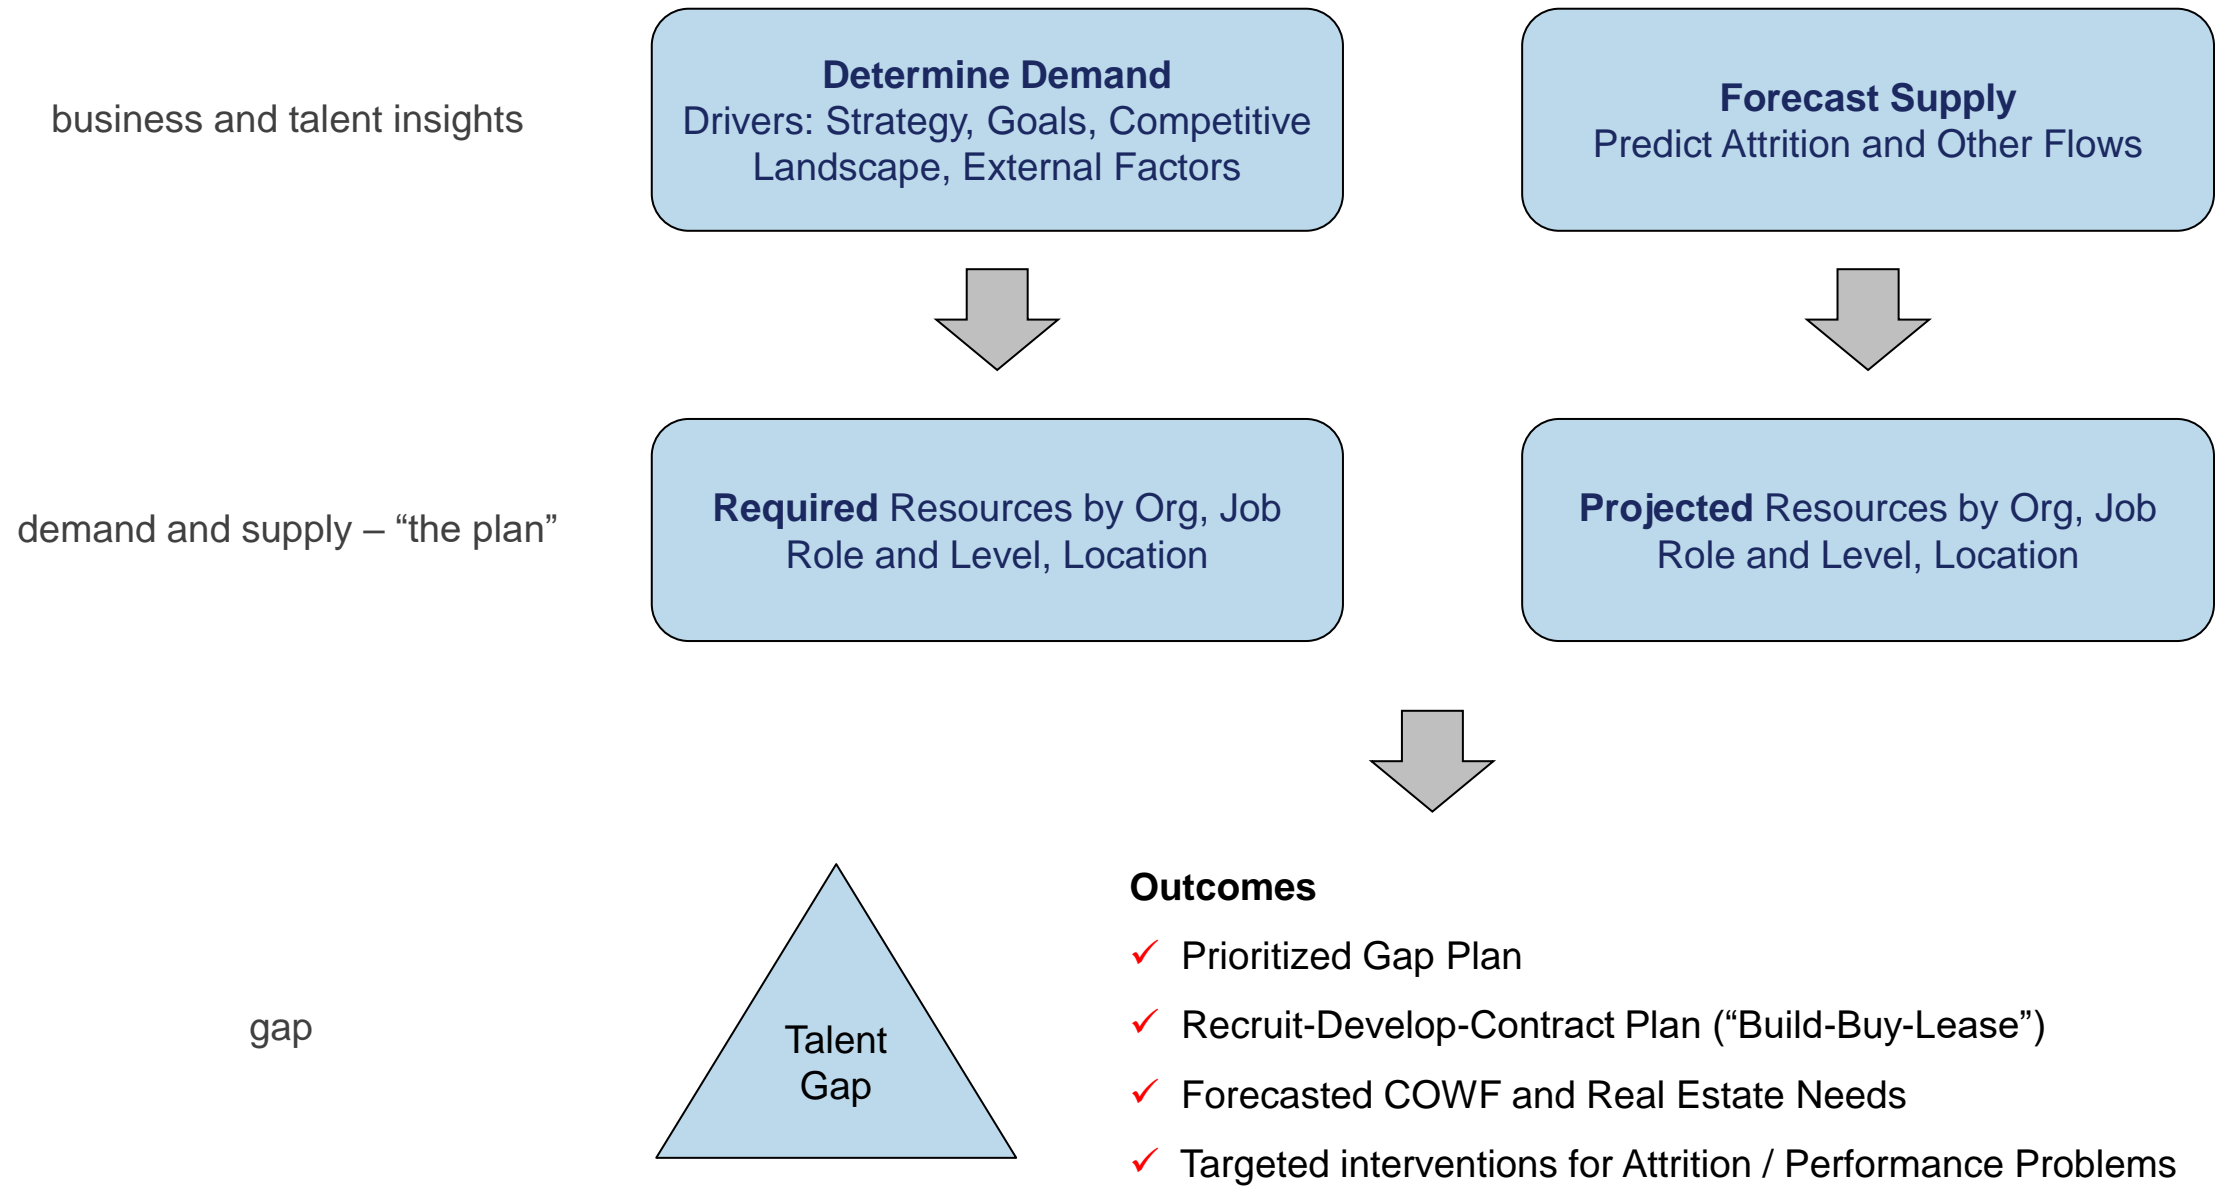 business and talent insights
Determine Demand
Drivers: Strategy, Goals, Competitive
Landscape, External Factors
Forecast Supply
Predict Attrition and Other Flows
demand and supply – “the plan”
Required Resources by Org, Job
Role and Level, Location
Projected Resources by Org, Job
Role and Level, Location
gap
Talent
Gap
Outcomes
✓ Prioritized Gap Plan
✓ Recruit-Develop-Contract Plan (“Build-Buy-Lease”)
✓ Forecasted COWF and Real Estate Needs
✓ Targeted interventions for Attrition / Performance Problems